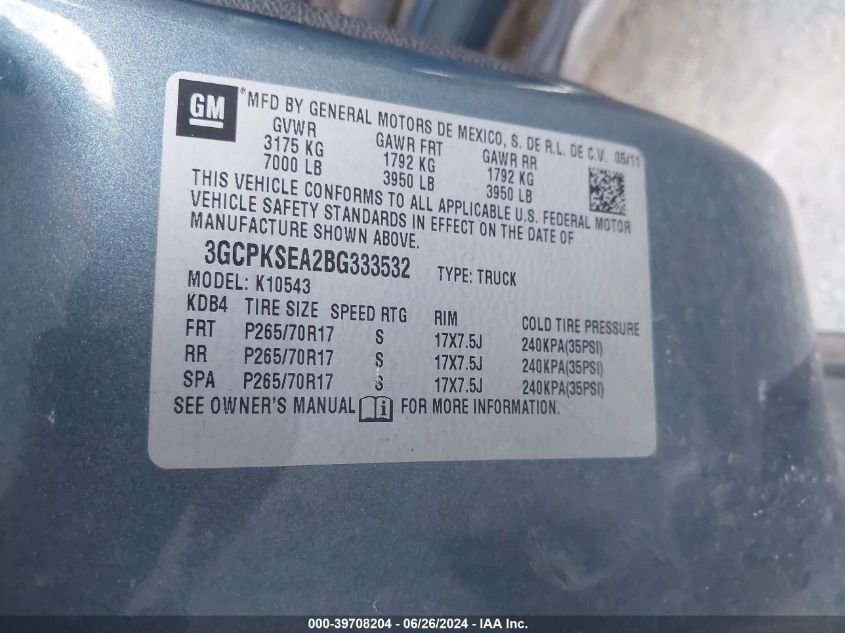 GM
®MFD BY GENERAL MOTORS DE MEXICO, S. DE R.L. DE C.V. 05/11
GVWR GAWR FRT GAWR RR
3175 KG 1792 KG 1792 KG
7000 LB 3950 LB 3950 LB
THIS VEHICLE CONFORMS TO ALL APPLICABLE U.S. FEDERAL MOTOR
VEHICLE SAFETY STANDARDS IN EFFECT ON THE DATE OF
MANUFACTURE SHOWN ABOVE.
3GCPKSEA2BG333532 TYPE: TRUCK
MODEL: K10543
KDB4 TIRE SIZE SPEED RTG RIM COLD TIRE PRESSURE
FRT P265/70R17 S 17X7.5J 240KPA(35PSI)
RR P265/70R17 S 17X7.5J 240KPA(35PSI)
SPA P265/70R17 S 17X7.5J 240KPA(35PSI)
SEE OWNER'S MANUAL i FOR MORE INFORMATION.
000-39708204 / 06/26/2024 / IAA Inc.